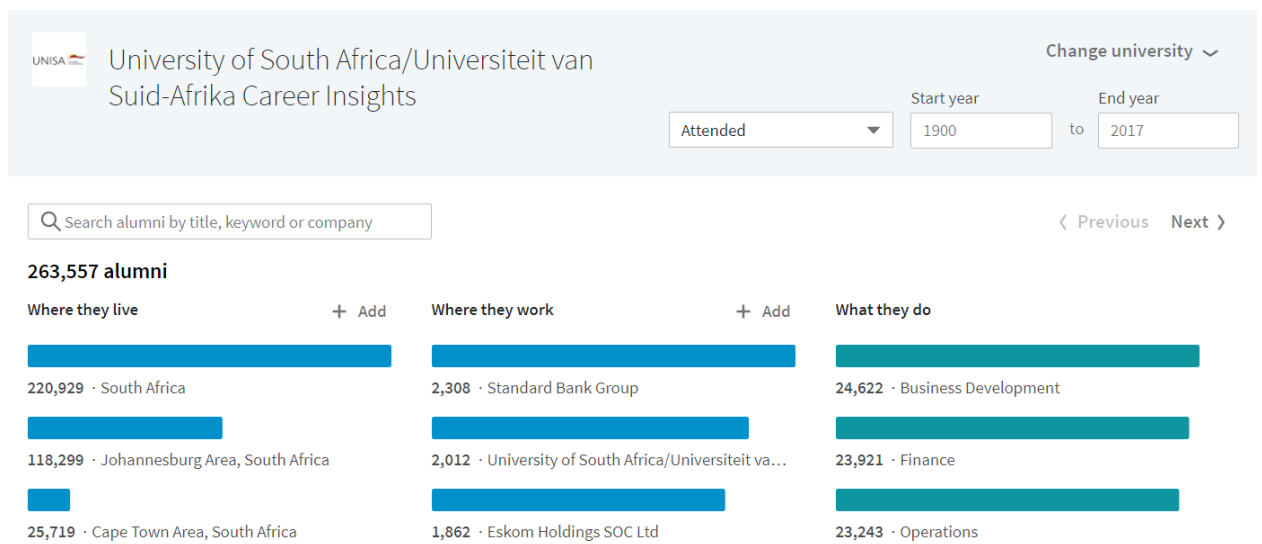 UNISA
University of South Africa/Universiteit van
Suid-Afrika Career Insights
Change university
Start year
End year
Attended
1900
to
2017
Search alumni by title, keyword or company
Previous
Next
263,557 alumni
Where they live
+ Add
Where they work
+ Add
What they do
220,929 · South Africa
2,308 · Standard Bank Group
24,622 · Business Development
118,299 · Johannesburg Area, South Africa
2,012 · University of South Africa/Universiteit va...
23,921 · Finance
25,719 · Cape Town Area, South Africa
1,862 · Eskom Holdings SOC Ltd
23,243 · Operations